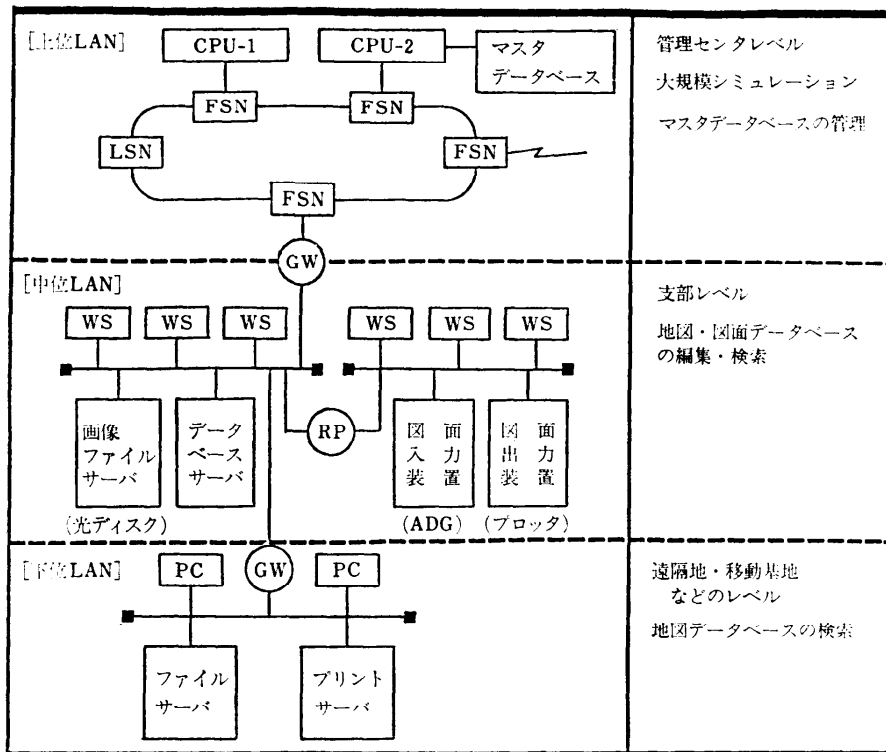 [上位LAN]
CPU-1
CPU-2
マスタ
データベース
FSN
FSN
LSN
FSN
FSN
GW
管理センタレベル
大規模シミュレーション
マスタデータベースの管理
[中位LAN]
WS
WS
WS
WS
WS
WS
画像
ファイル
サーバ
データ
ベース
サーバ
RP
図面
入力
装置
図面
出力
装置
(光ディスク)
(ADG)
(プロッタ)
支部レベル
地図・図面データベース
の編集・検索
[下位LAN]
PC
GW
PC
ファイル
サーバ
プリント
サーバ
遠隔地・移動基地
などのレベル
地図データベースの検索